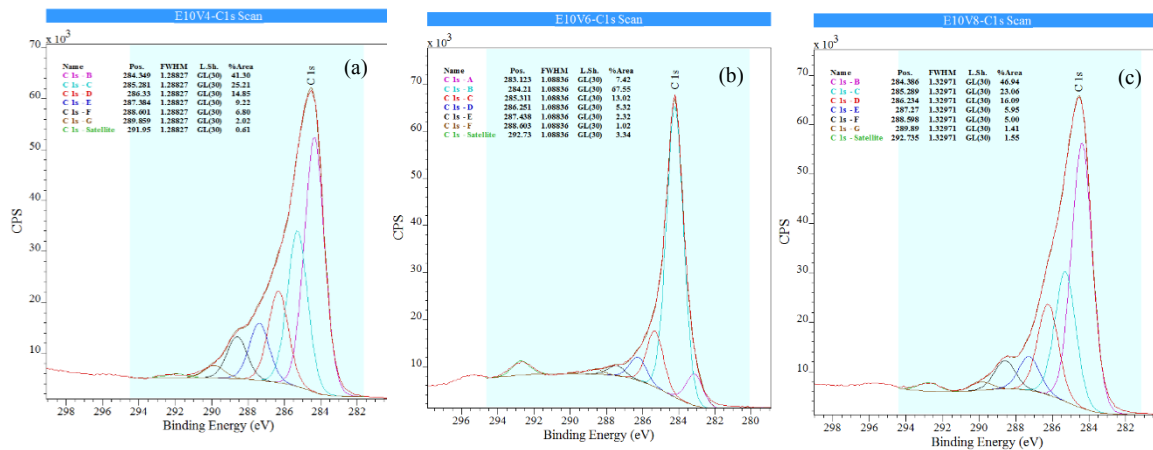 E10V4-C1s Scan
x 10³
(a)
Name Pos. FWHM L.Sh. %Area
C 1s - B 284.349 1.28827 GL(30) 41.30
C 1s - C 285.281 1.28827 GL(30) 25.21
C 1s - D 286.33 1.28827 GL(30) 14.85
C 1s - E 287.384 1.28827 GL(30) 9.22
C 1s - F 288.601 1.28827 GL(30) 0.80
C 1s - G 289.859 1.28827 GL(30) 2.02
C 1s - Satellite 291.95 1.28827 GL(30) 0.61
C 1s
70
60
50
40
30
20
10
CPS
298 296 294 292 290 288 286 284 282
Binding Energy (eV)
E10V6-C1s Scan
x 10³
(b)
Name Pos. FWHM L.Sh. %Area
C 1s - A 283.123 1.08836 GL(30) 7.42
C 1s - B 284.21 1.08836 GL(30) 67.55
C 1s - C 285.311 1.08836 GL(30) 13.02
C 1s - D 286.251 1.08836 GL(30) 5.32
C 1s - E 287.438 1.08836 GL(30) 2.32
C 1s - F 288.003 1.08836 GL(30) 1.02
C 1s - Satellite 292.73 1.08836 GL(30) 3.34
C 1s
70
60
50
40
30
20
10
CPS
296 294 292 290 288 286 284 282 280
Binding Energy (eV)
E10V8-C1s Scan
x 10³
(c)
Name Pos. FWHM L.Sh. %Area
C 1s - B 284.386 1.32971 GL(30) 46.94
C 1s - C 285.289 1.32971 GL(30) 23.06
C 1s - D 286.234 1.32971 GL(30) 16.09
C 1s - E 287.27 1.32971 GL(30) 5.95
C 1s - F 288.598 1.32971 GL(30) 5.00
C 1s - G 289.89 1.32971 GL(30) 1.41
C 1s - Satellite 292.735 1.32971 GL(30) 1.55
C 1s
70
60
50
40
30
20
10
CPS
298 296 294 292 290 288 286 284 282
Binding Energy (eV)